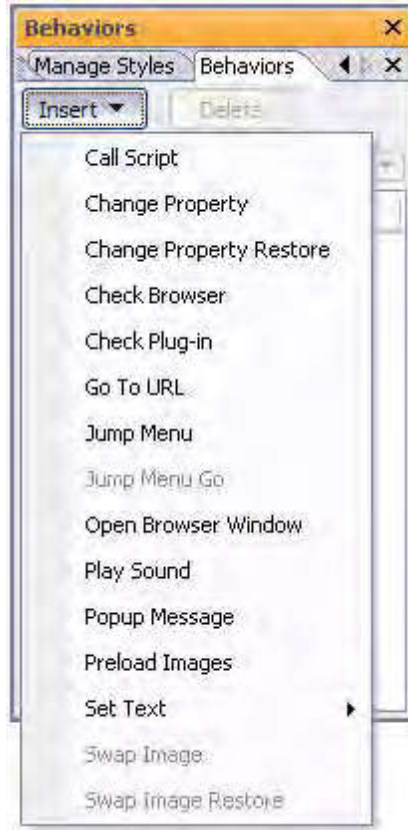 Behaviors
Manage Styles Behaviors
Insert Delete
Call Script
Change Property
Change Property Restore
Check Browser
Check Plug-in
Go To URL
Jump Menu
Jump Menu Go
Open Browser Window
Play Sound
Popup Message
Preload Images
Set Text
Swap Image
Swap Image Restore